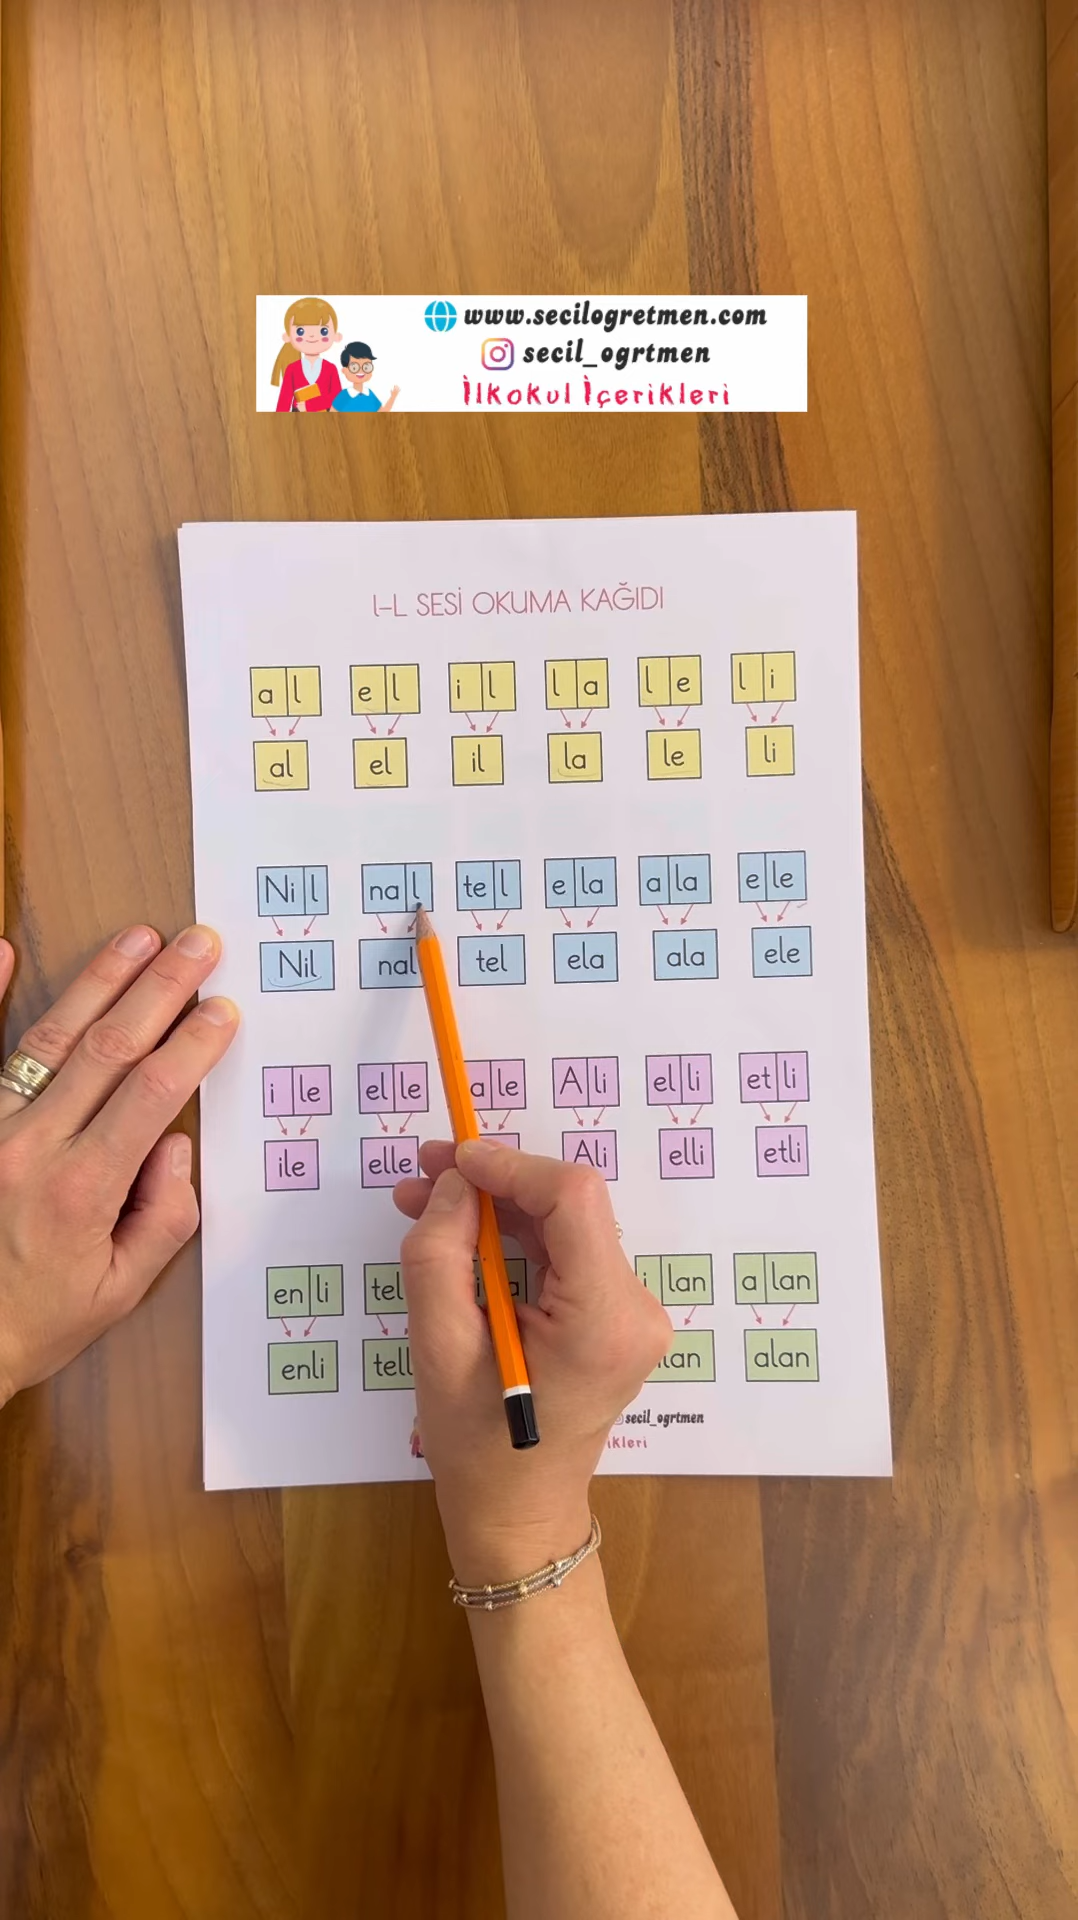 www.secilogretmen.com
secil_ogrtmen
İlkokul İçerikleri
l-L SESİ OKUMA KAĞIDI
a l e l i l l a l e l i
al el il la le li
Ni l na l te l e la a la e le
Nil nal tel ela ala ele
i le el le a le A li el li et li
ile elle Ali elli etli
en li tel i a i lan a lan
enli alan
secil_ogrtmen